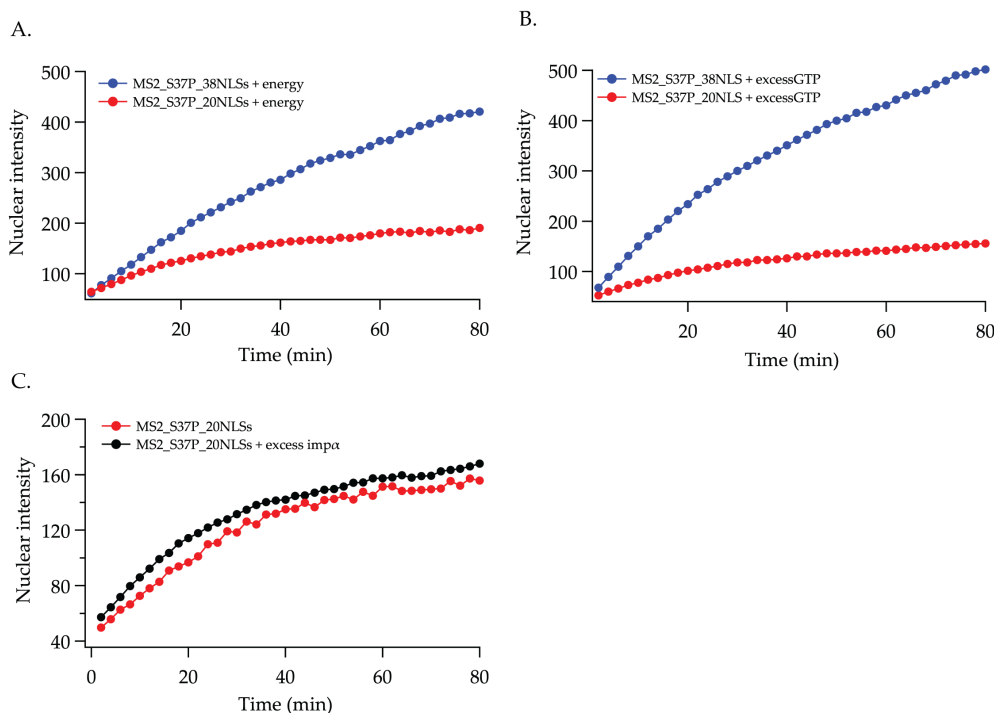 A.
MS2_S37P_38NLSs + energy
MS2_S37P_20NLSs + energy
Nuclear intensity
500
400
300
200
100
20 40 60 80
Time (min)
B.
MS2_S37P_38NLS + excessGTP
MS2_S37P_20NLS + excessGTP
Nuclear intensity
500
400
300
200
100
20 40 60 80
Time (min)
C.
MS2_S37P_20NLSs
MS2_S37P_20NLSs + excess impα
Nuclear intensity
200
160
120
80
40
0 20 40 60 80
Time (min)